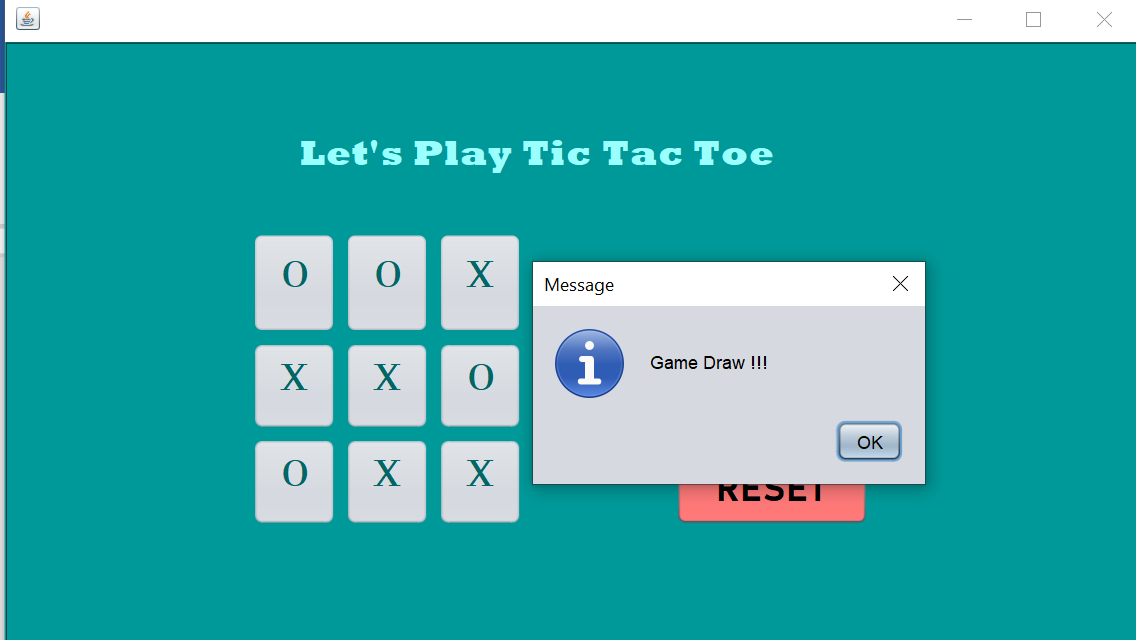 Let's Play Tic Tac Toe
O O X
Message
Game Draw !!!
X X O
OK
O X X
RESET